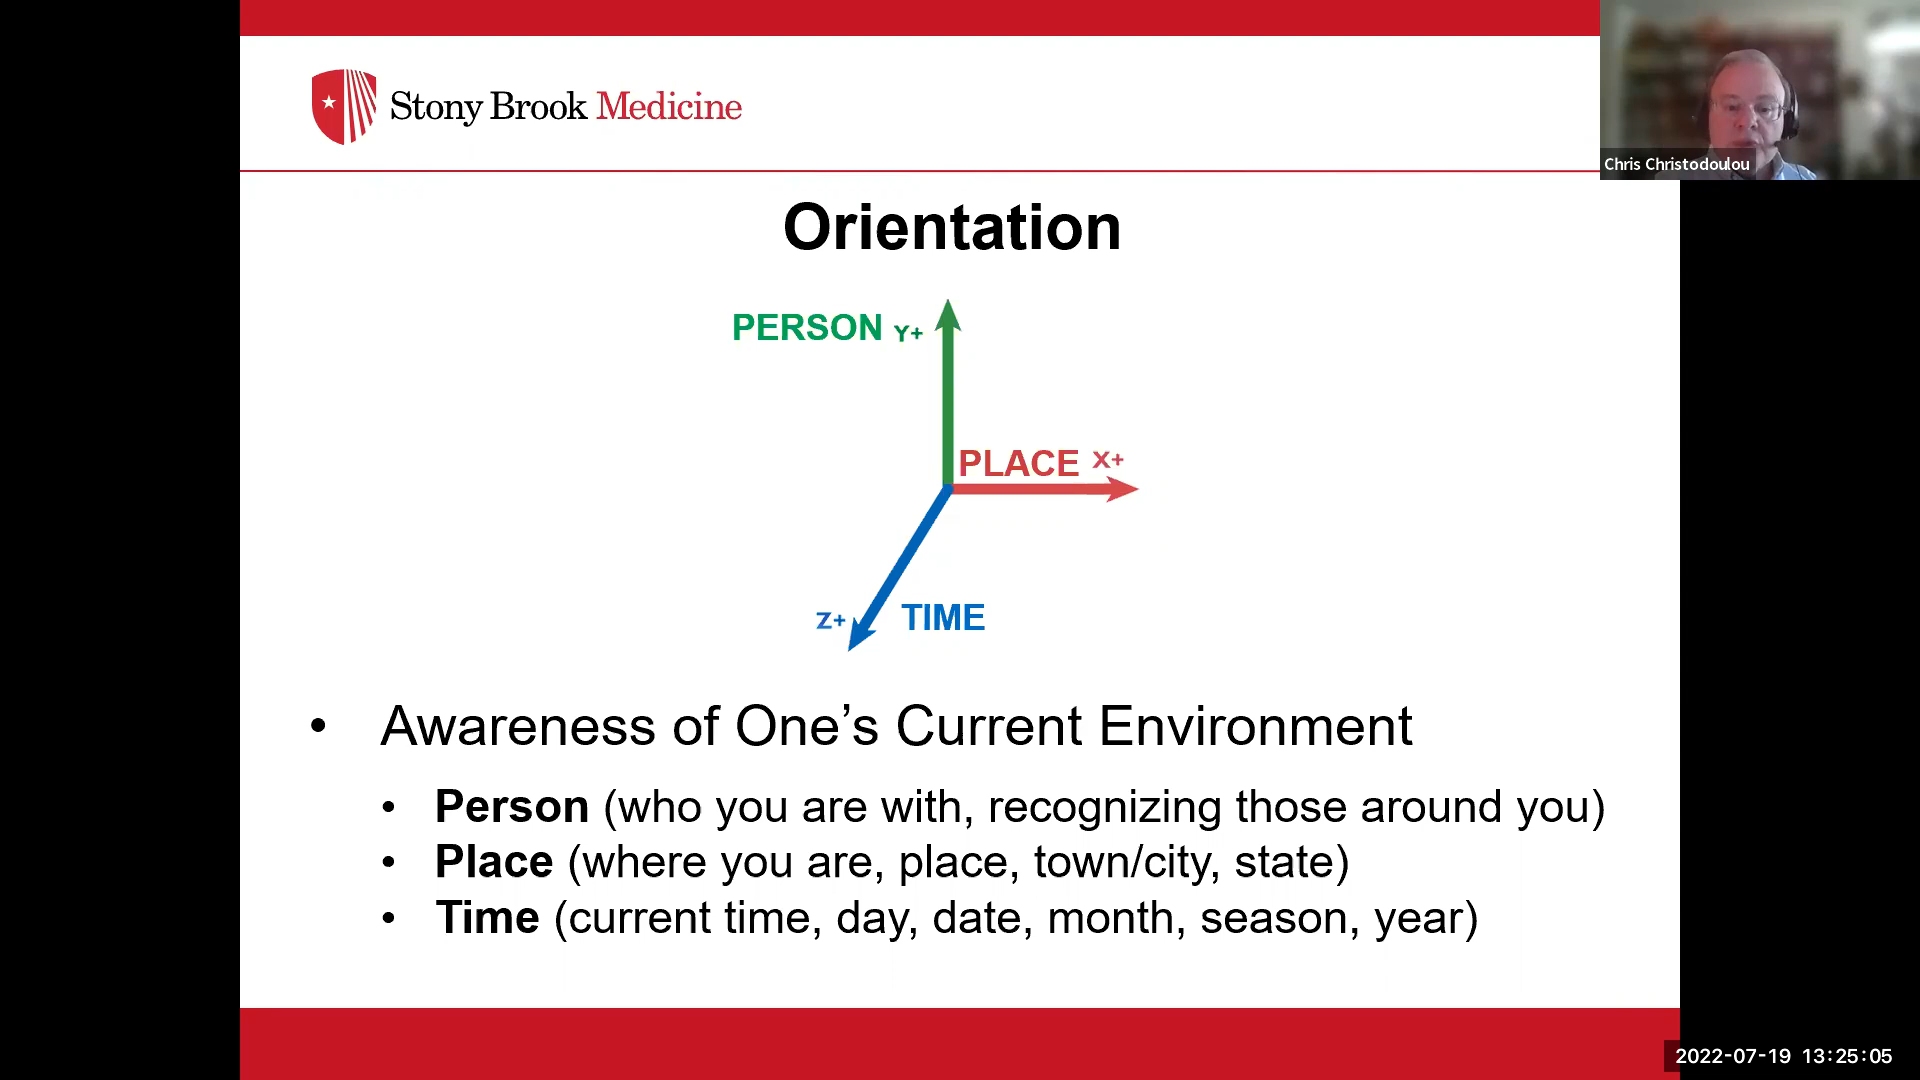 Stony Brook Medicine
Chris Christodoulou
Orientation
PERSON Y+
PLACE X+
Z+ TIME
• Awareness of One’s Current Environment
• Person (who you are with, recognizing those around you)
• Place (where you are, place, town/city, state)
• Time (current time, day, date, month, season, year)
2022-07-19 13:25:05